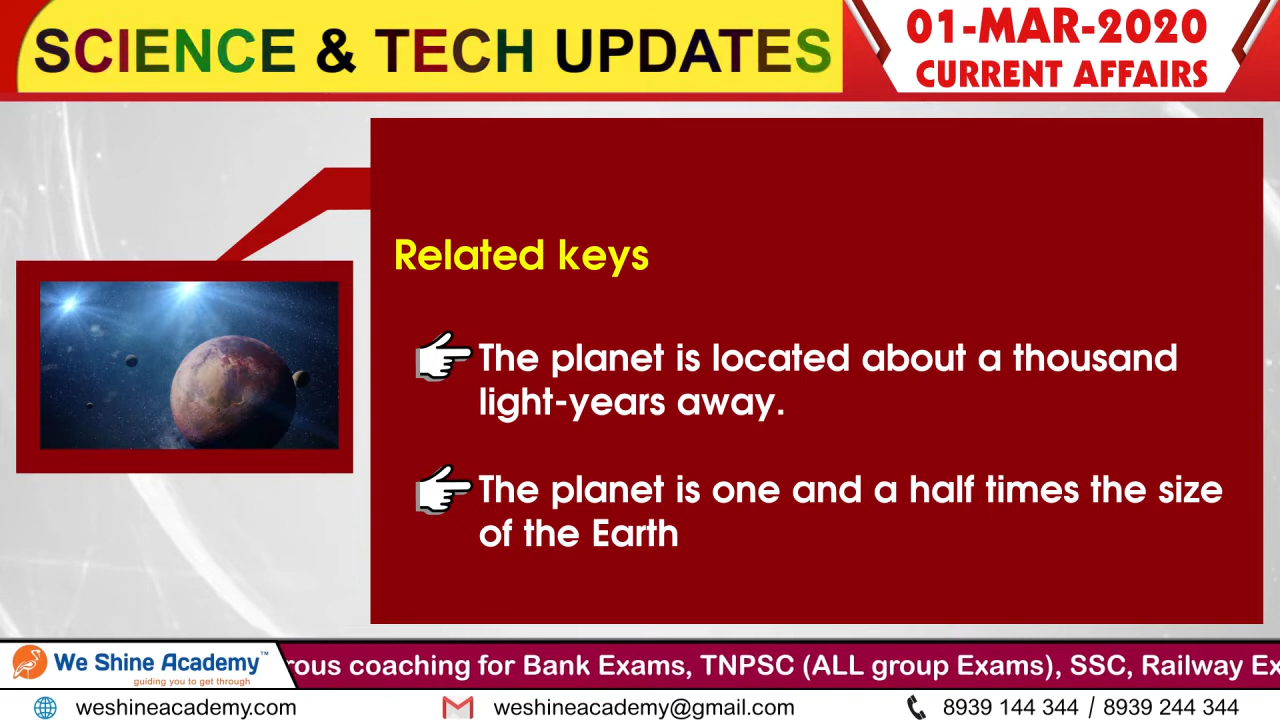 SCIENCE & TECH UPDATES
01-MAR-2020
CURRENT AFFAIRS
Related keys
The planet is located about a thousand
light-years away.
The planet is one and a half times the size
of the Earth
We Shine Academy™
guiding you to get through
coaching for Bank Exams, TNPSC (ALL group Exams), SSC, Railway
weshineacademy.com
weshineacademy@gmail.com
8939 144 344 / 8939 244 344